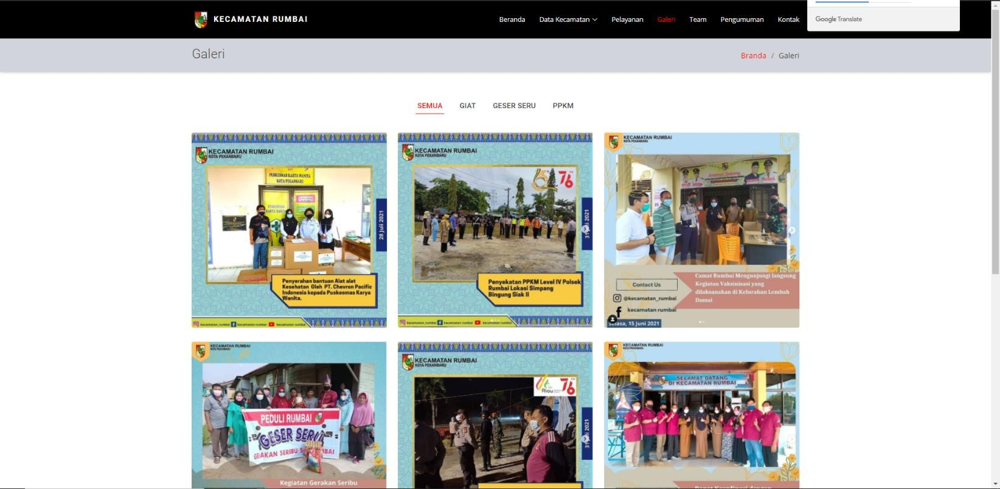 KECAMATAN RUMBAI
Beranda Data Kecamatan Pelayanan Galeri Team Pengumuman Kontak
Google Translate
Galeri
Branda / Galeri
SEMUA GIAT GESER SERU PPKM
KECAMATAN RUMBAI
KOTA PEKANBARU
PUSKESMAS KARYA WANITA
KOTA PEKANBARU
28 Juli 2021
Penyerahan bantuan Alat alat
Kesehatan Oleh PT. Chevron Pacific
Indonesia kepada Puskesmas Karya
Wanita.
kecamatan_rumbai kecamatan rumbai kecamatan rumbai
KECAMATAN RUMBAI
KOTA PEKANBARU
76
31 Juli 2021
Penyekatan PPKM Level IV Polsek
Rumbai Lokasi Simpang
Bingung Siak II
kecamatan_rumbai kecamatan rumbai kecamatan rumbai
KECAMATAN RUMBAI
KOTA PEKANBARU
Selamat Datang
Contact Us
@kecamatan_rumbai
kecamatan rumbai
Camat Rumbai Mengunjungi langsung
Kegiatan Vaksinisasi yang
dilaksanakan di Kelurahan Lembah
Damai
Selasa, 15 Juni 2021
KECAMATAN RUMBAI
KOTA PEKANBARU
PEDULI RUMBAI
GESER SERU
GERAKAN SERIBU
Kegiatan Gerakan Seribu
KECAMATAN RUMBAI
KOTA PEKANBARU
Riau 76
31 Juli 2021
KECAMATAN RUMBAI
KOTA PEKANBARU
SELAMAT DATANG
DI KECAMATAN RUMBAI